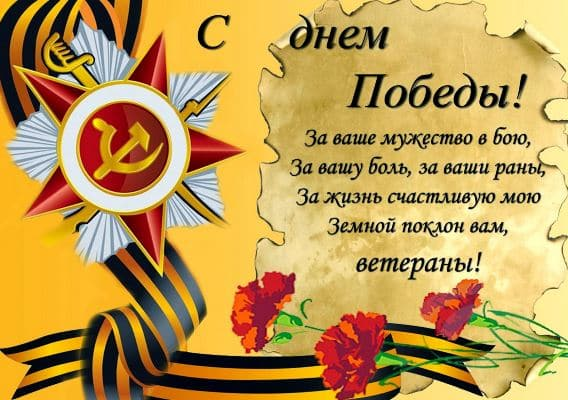 С днем
Победы!
За ваше мужество в бою,
За вашу боль, за ваши раны,
За жизнь счастливую мою
Земной поклон вам,
ветераны!